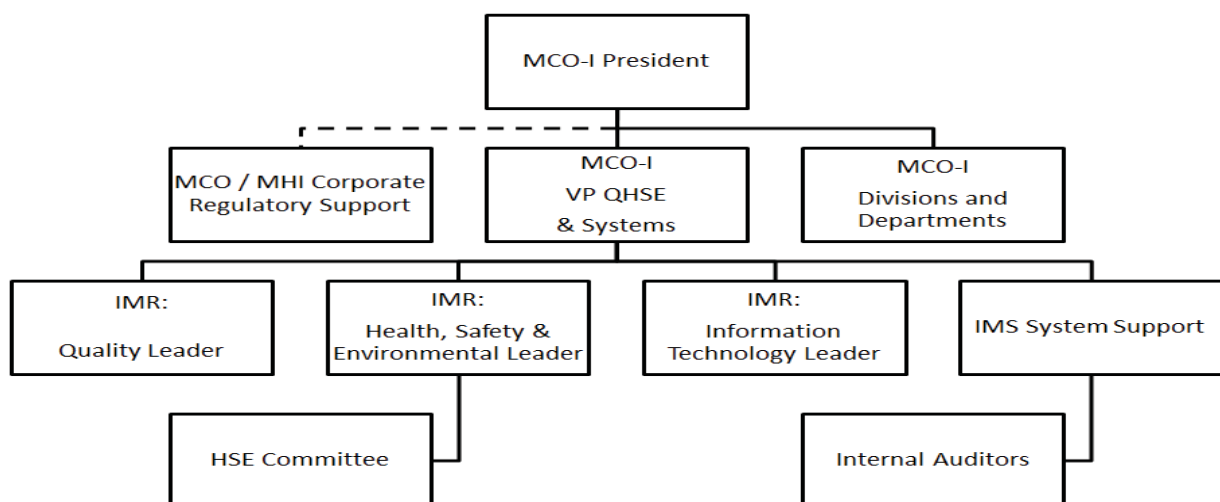 MCO-I President
MCO / MHI Corporate
Regulatory Support
MCO-I
VP QHSE
& Systems
MCO-I
Divisions and
Departments
IMR:
Quality Leader
IMR:
Health, Safety &
Environmental Leader
IMR:
Information
Technology Leader
IMS System Support
HSE Committee
Internal Auditors